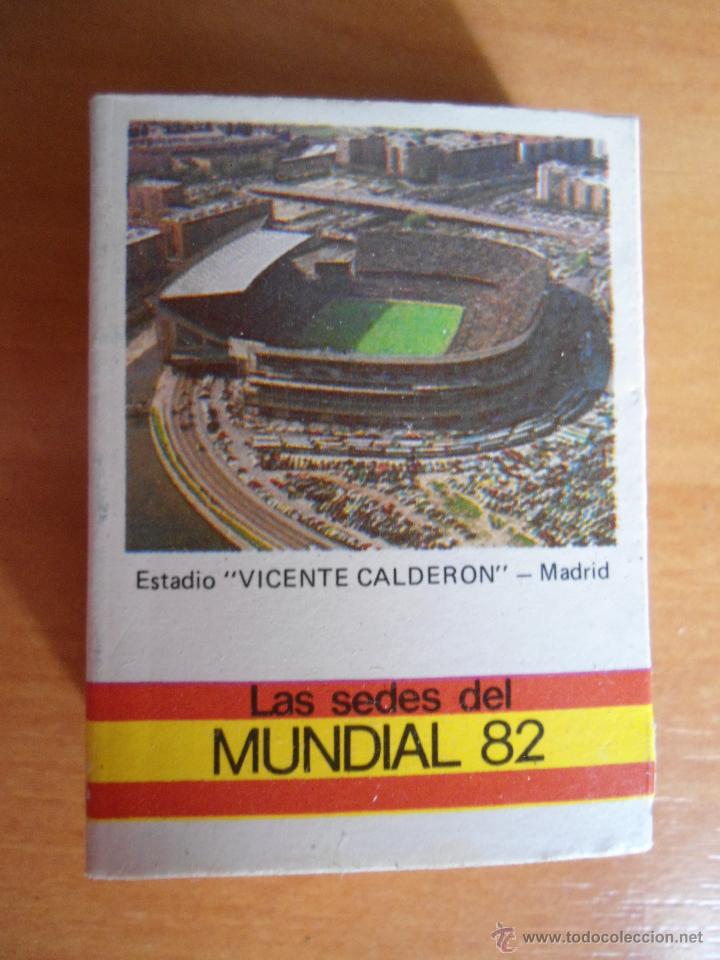 Estadio "VICENTE CALDERON" – Madrid
Las sedes del
MUNDIAL 82
© www.todocoleccion.net